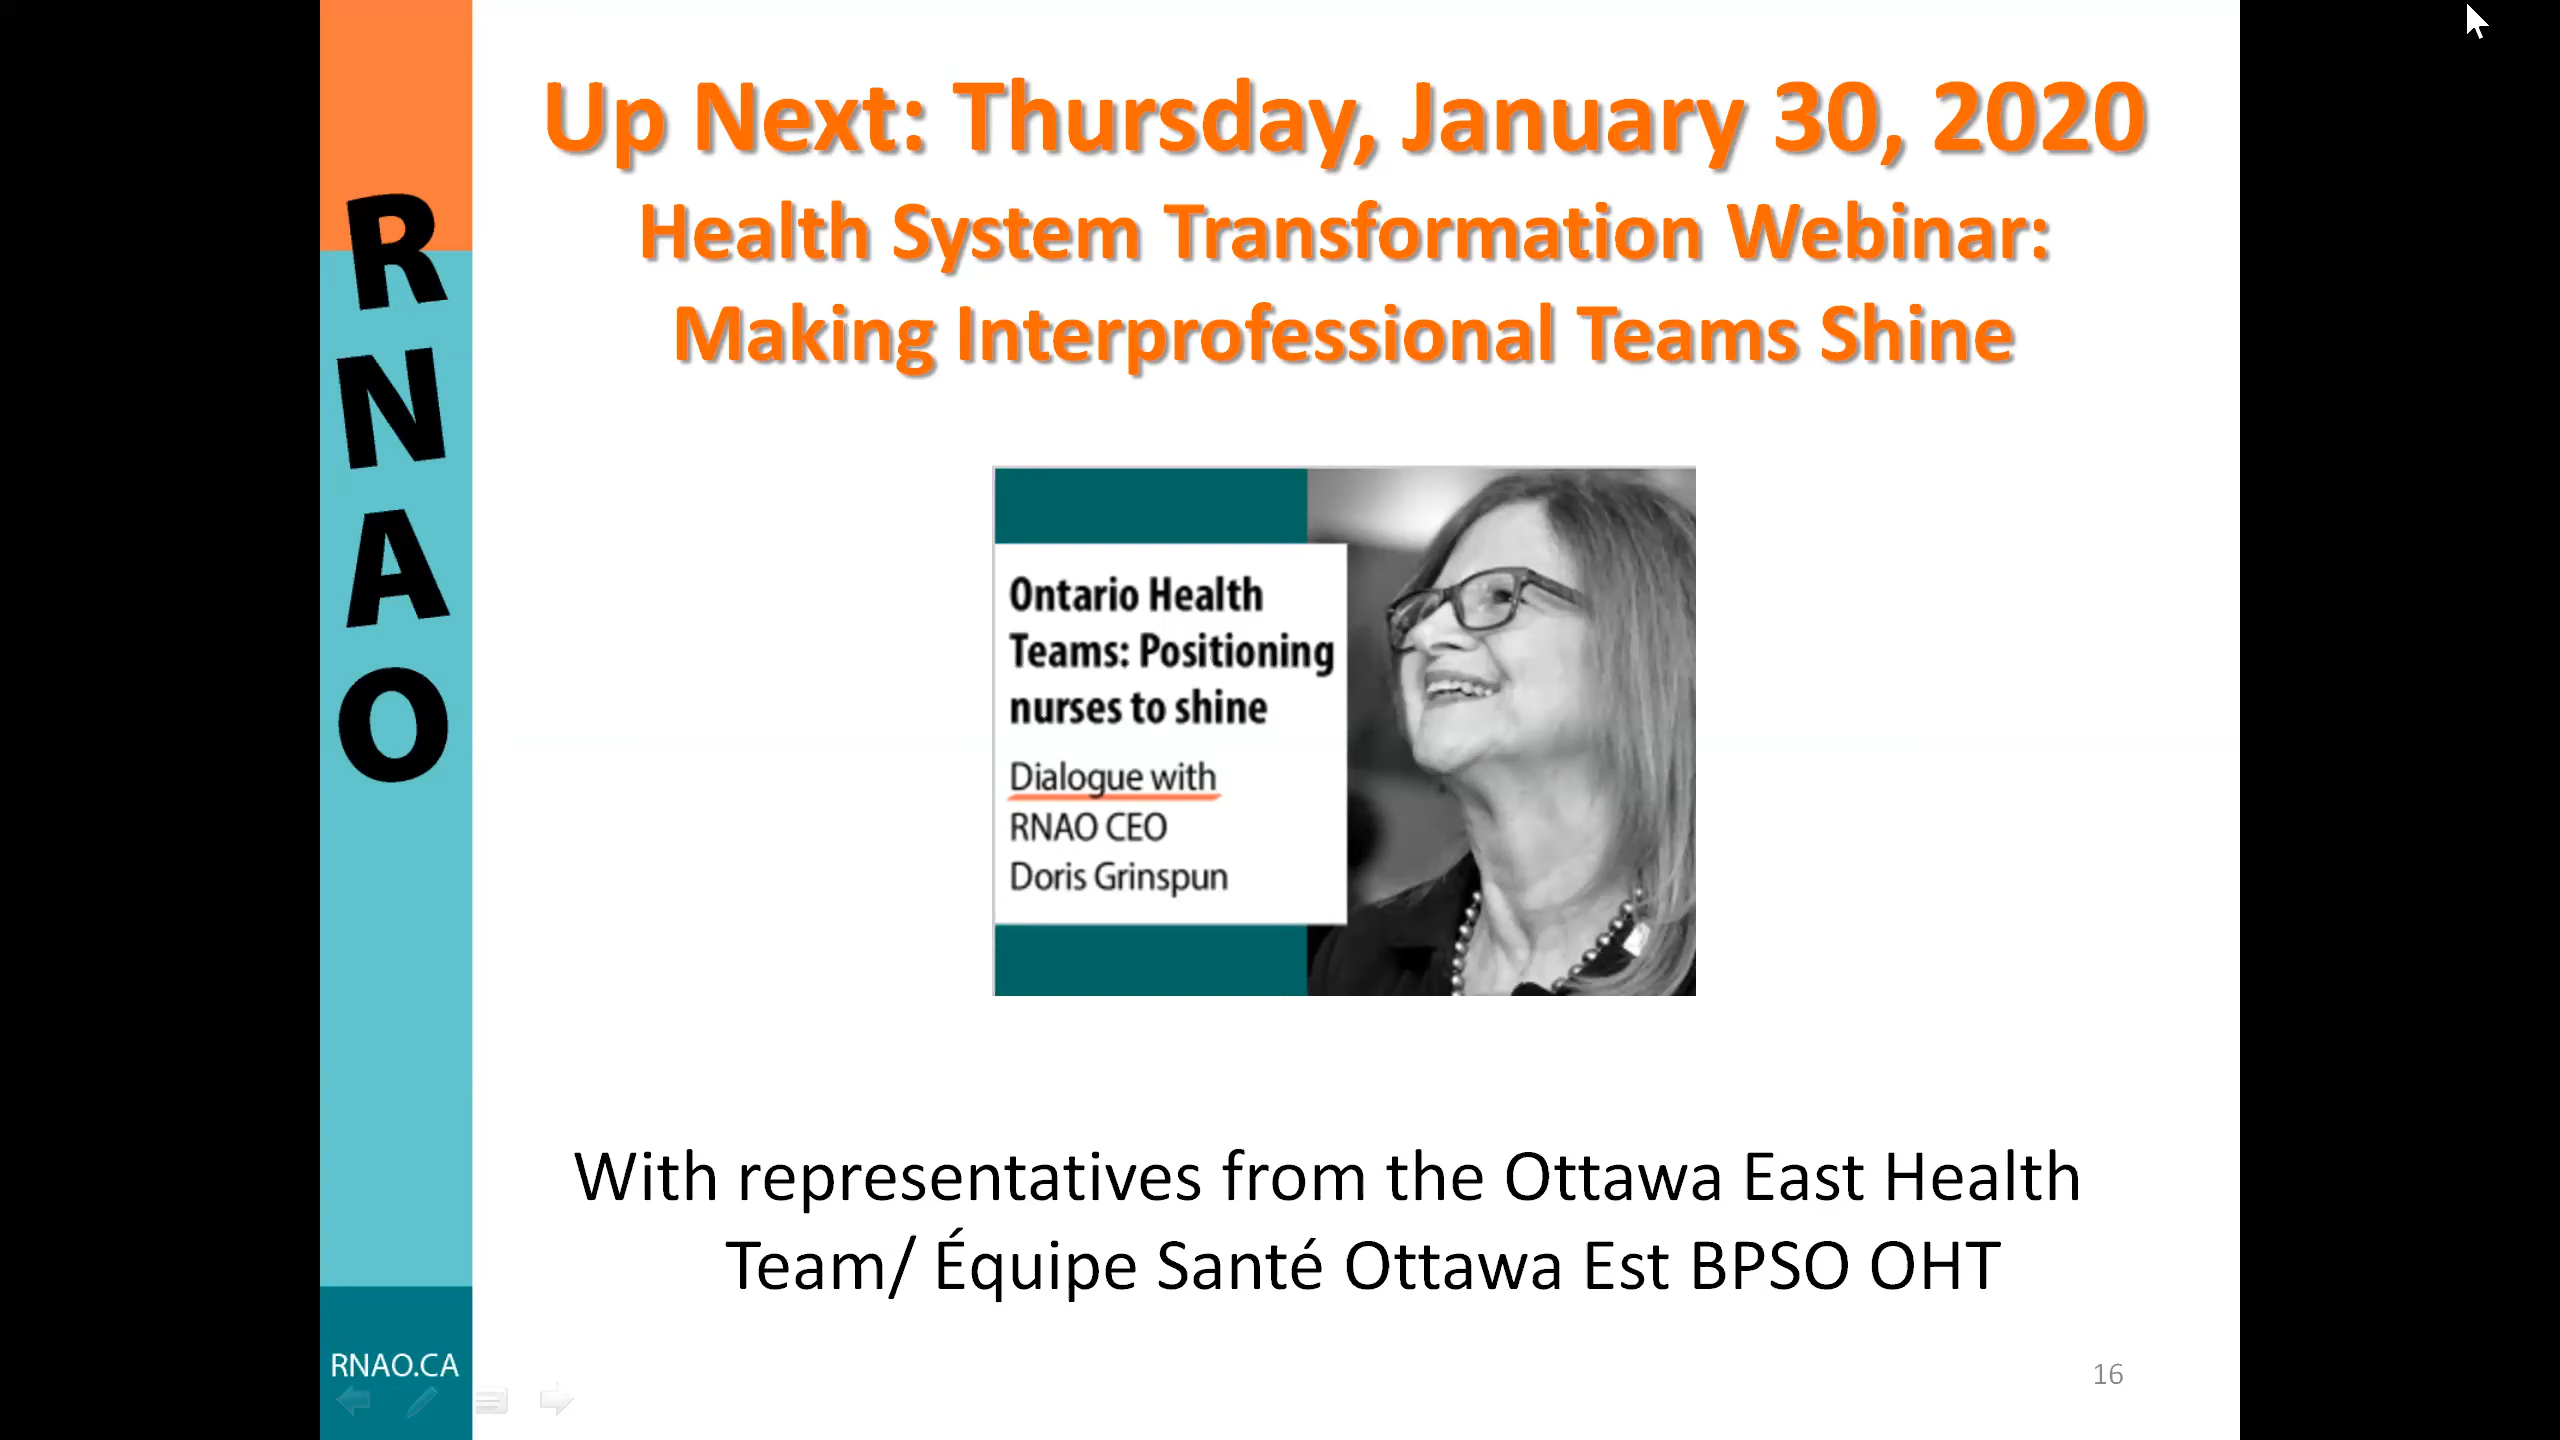 Up Next: Thursday, January 30, 2020
Health System Transformation Webinar:
Making Interprofessional Teams Shine
RNAO
Ontario Health
Teams: Positioning
nurses to shine
Dialogue with
RNAO CEO
Doris Grinspun
With representatives from the Ottawa East Health
Team/ Équipe Santé Ottawa Est BPSO OHT
RNAO.CA
16